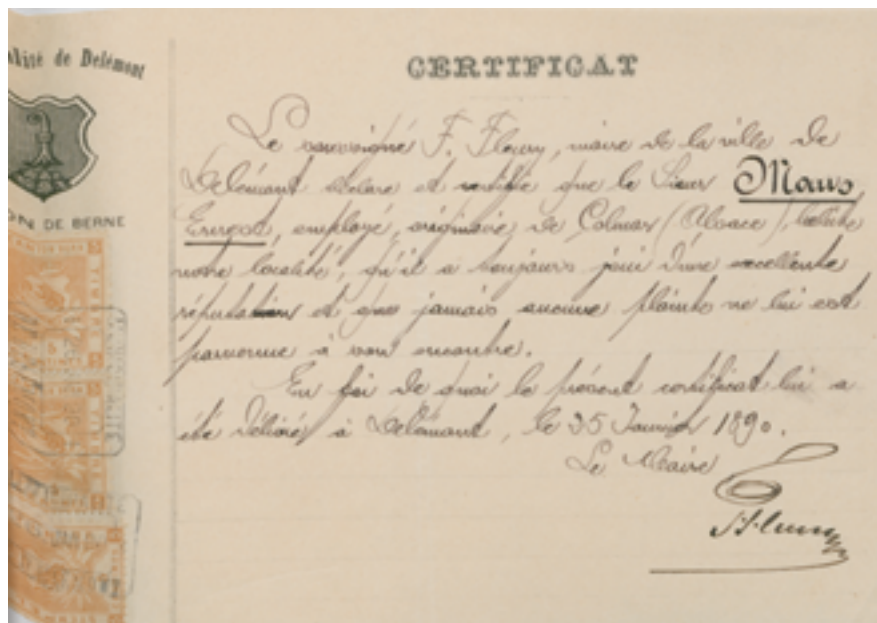 alité de Delémont
ON DE BERNE
CERTIFICAT
Le soussigné F. Fleury, maire de la ville de
Delémont déclare et certifie que le Sieur Maus
employé, originaire de Colmar (Alsace), habite
notre localité, qu'il a toujours joui d'une excellente
réputation et que jamais aucune plainte ne lui est
parvenue à son encontre.
En foi de quoi le présent certificat lui a
été délivré à Delémont, le 25 Janvier 1890.
Le Maire
F. Fleury